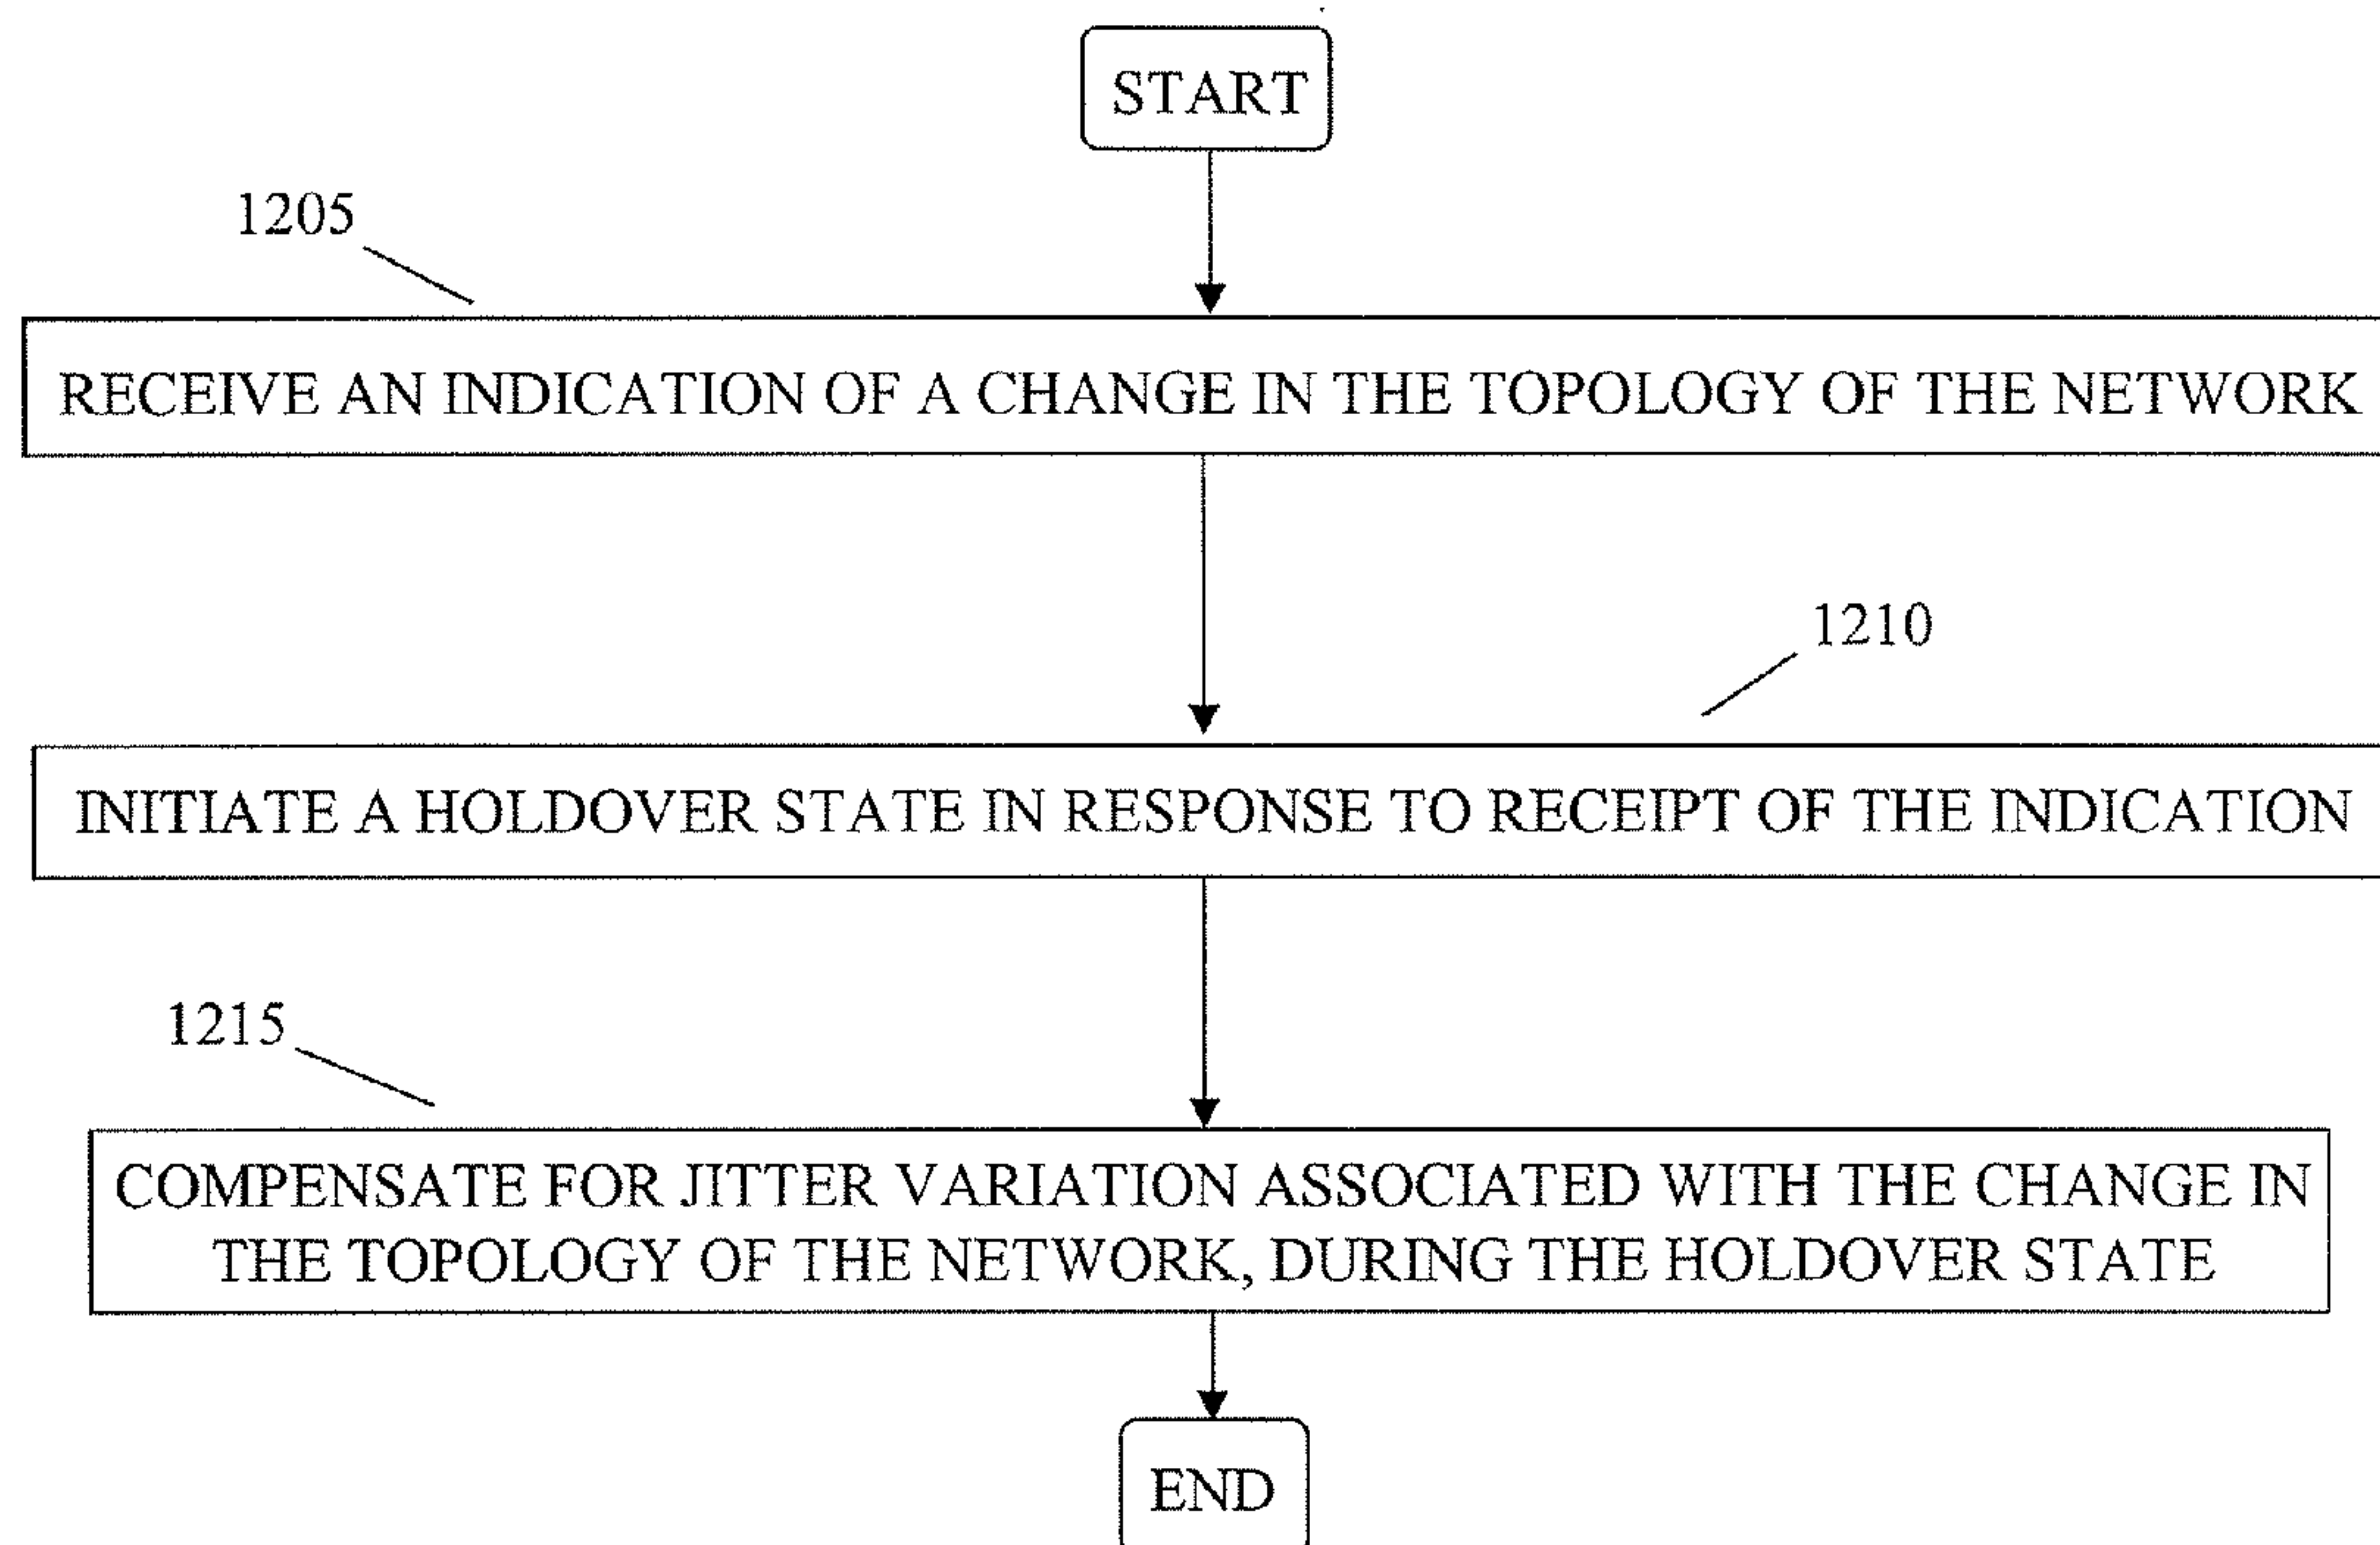 START
1205
RECEIVE AN INDICATION OF A CHANGE IN THE TOPOLOGY OF THE NETWORK
1210
INITIATE A HOLDOVER STATE IN RESPONSE TO RECEIPT OF THE INDICATION
1215
COMPENSATE FOR JITTER VARIATION ASSOCIATED WITH THE CHANGE IN
THE TOPOLOGY OF THE NETWORK, DURING THE HOLDOVER STATE
END